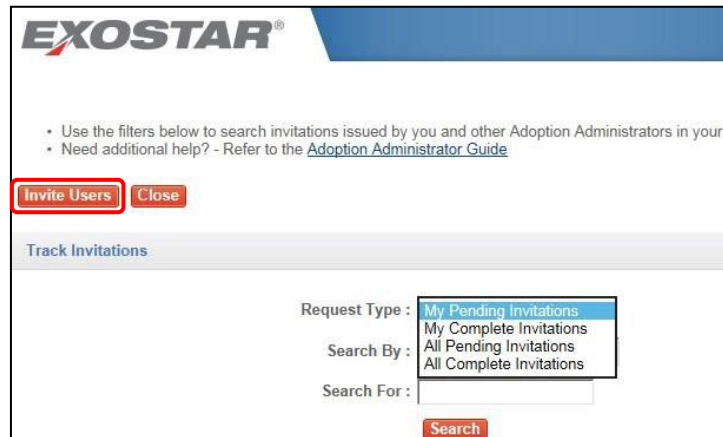 EXOSTAR®
• Use the filters below to search invitations issued by you and other Adoption Administrators in your
• Need additional help? - Refer to the Adoption Administrator Guide
Invite Users Close
Track Invitations
Request Type : My Pending Invitations
My Complete Invitations
Search By : All Pending Invitations
All Complete Invitations
Search For :
Search